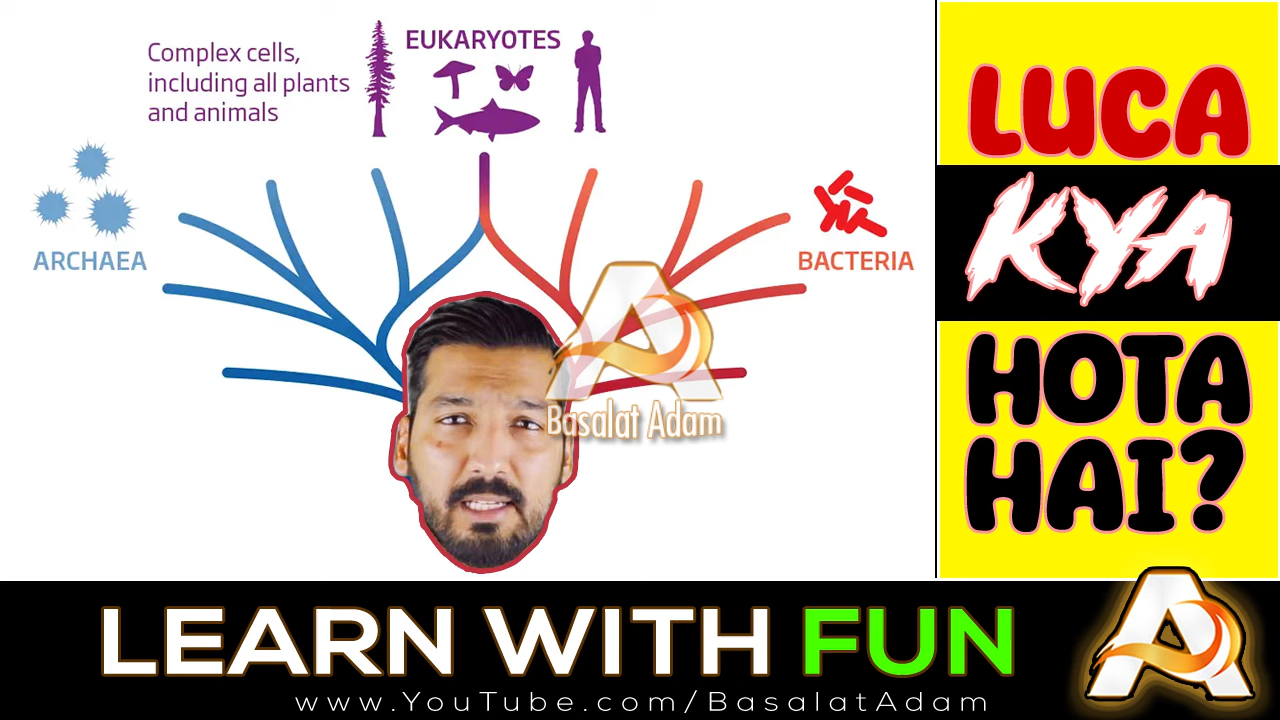 Complex cells,
including all plants
and animals
EUKARYOTES
ARCHAEA
BACTERIA
Basalat Adam
LUCA
KYA
HOTA
HAI?
LEARN WITH FUN
www.YouTube.com/BasalatAdam